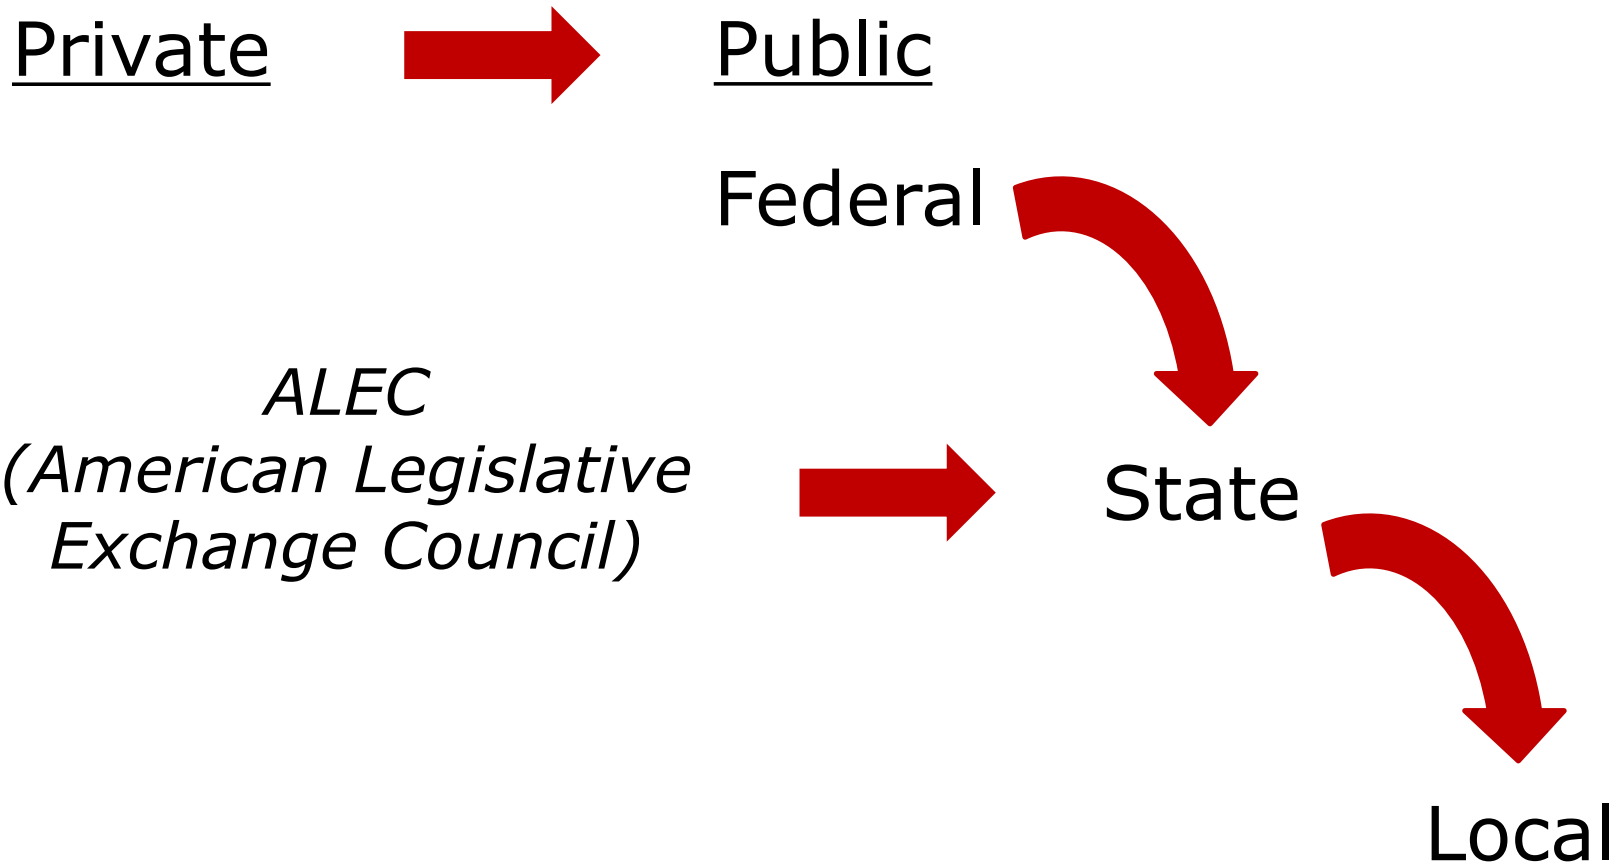 Private
Public
Federal
ALEC
(American Legislative
Exchange Council)
State
Local